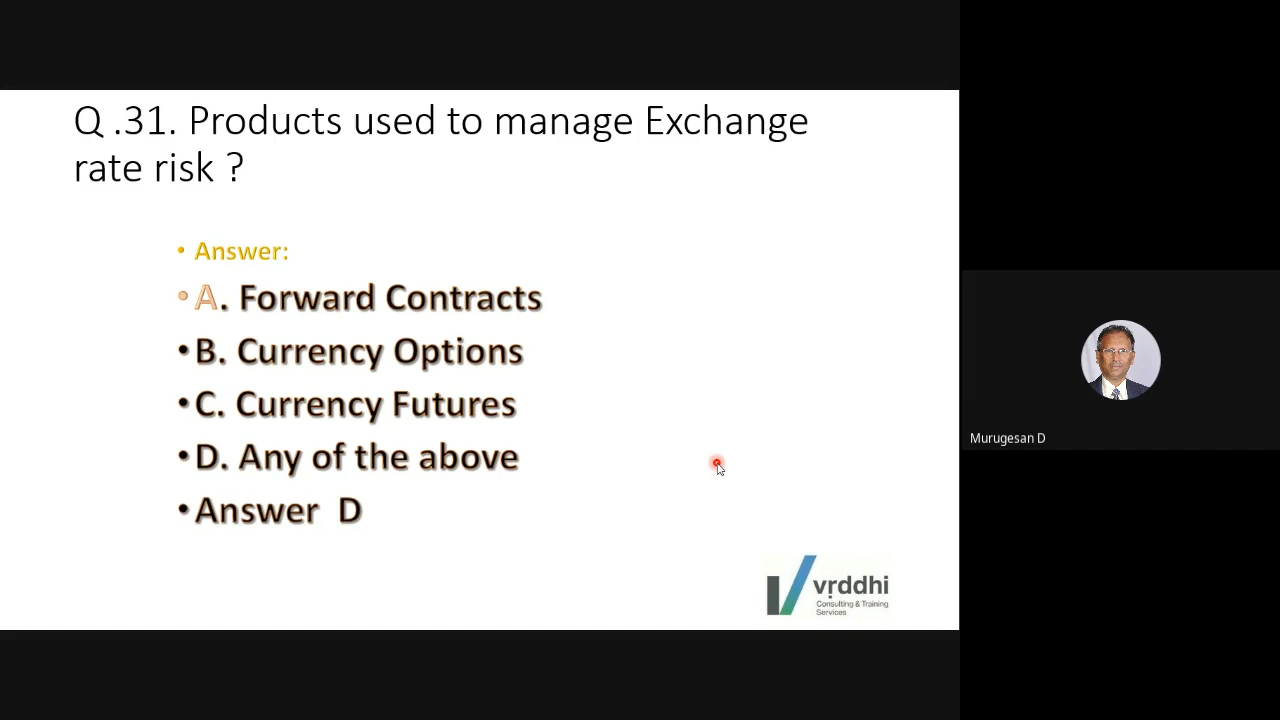 Q .31. Products used to manage Exchange
rate risk ?
• Answer:
• A. Forward Contracts
• B. Currency Options
• C. Currency Futures
• D. Any of the above
• Answer  D
vṛddhi
Consulting & Training
Services
Murugesan D